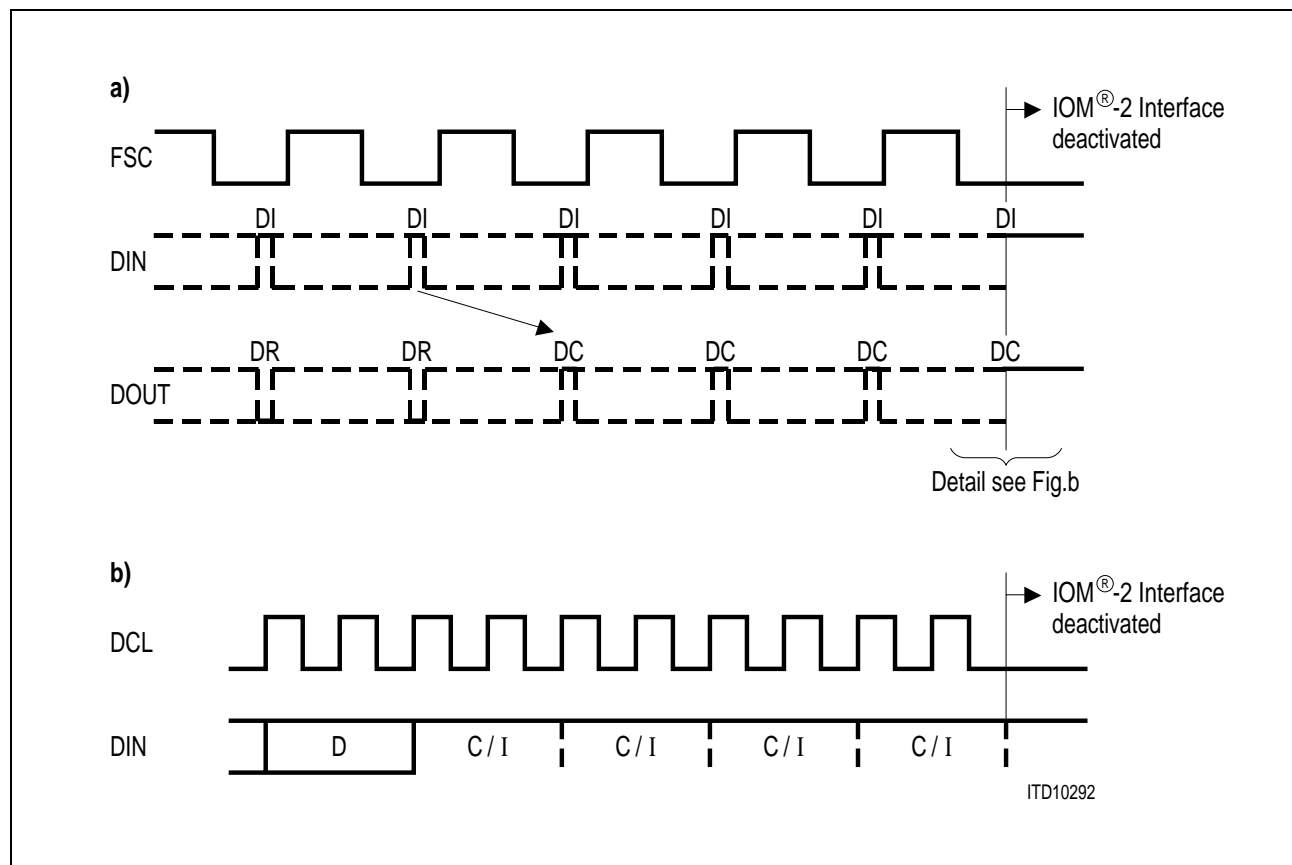 a)
IOM®-2 Interface
deactivated
FSC
DI DI DI DI DI DI
DIN
DR DR DC DC DC DC
DOUT
Detail see Fig.b
b)
IOM®-2 Interface
deactivated
DCL
DIN D C / I C / I C / I C / I
ITD10292